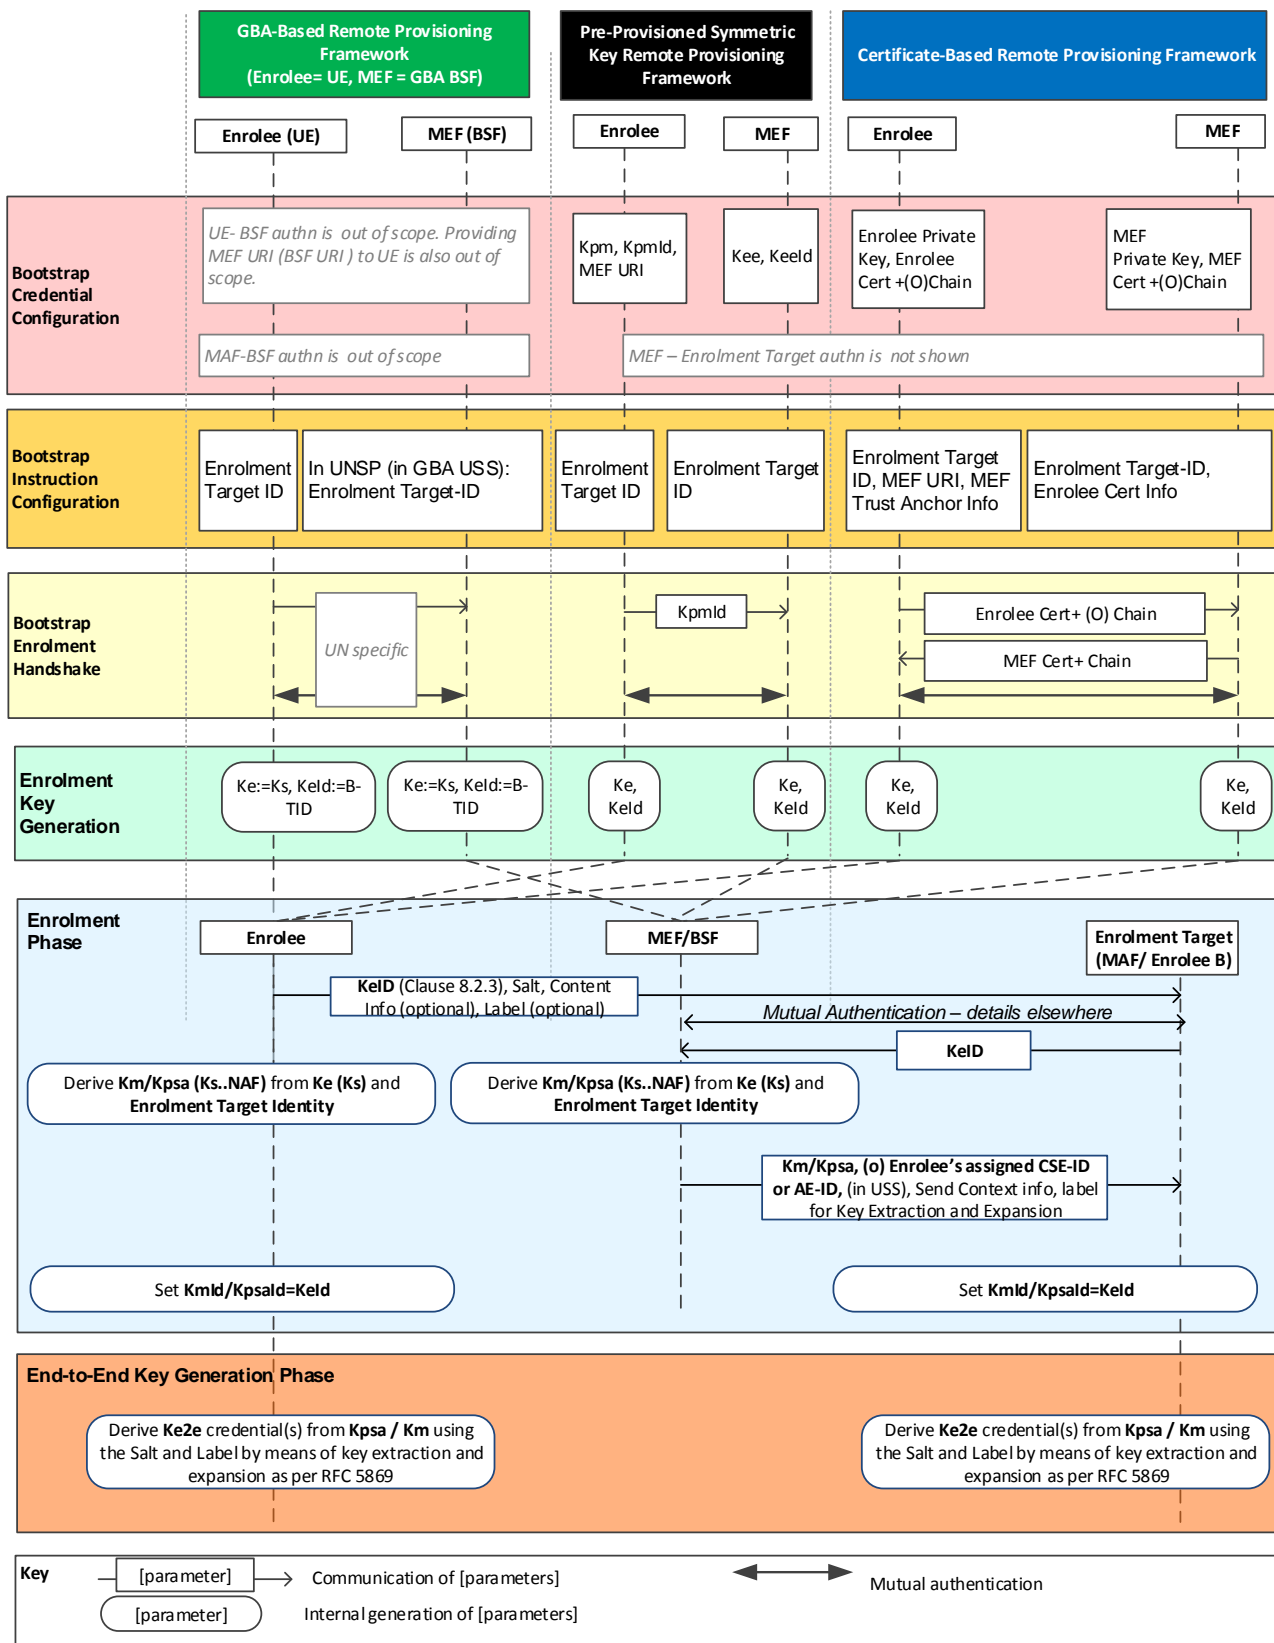 GBA-Based Remote Provisioning
Framework
(Enrolee= UE, MEF = GBA BSF)
Pre-Provisioned Symmetric
Key Remote Provisioning
Framework
Certificate-Based Remote Provisioning Framework
Enrolee (UE)
MEF (BSF)
Enrolee
MEF
Enrolee
MEF
Bootstrap
Credential
Configuration
UE- BSF authn is out of scope. Providing
MEF URI (BSF URI ) to UE is also out of
scope.
Kpm, KpmId,
MEF URI
Kee, KeeId
Enrolee Private
Key, Enrolee
Cert +(O)Chain
MEF
Private Key, MEF
Cert +(O)Chain
MAF-BSF authn is out of scope
MEF – Enrolment Target authn is not shown
Bootstrap
Instruction
Configuration
Enrolment
Target ID
In UNSP (in GBA USS):
Enrolment Target-ID
Enrolment
Target ID
Enrolment Target
ID
Enrolment Target
ID, MEF URI, MEF
Trust Anchor Info
Enrolment Target-ID,
Enrolee Cert Info
Bootstrap
Enrolment
Handshake
UN specific
KpmId
Enrolee Cert+ (O) Chain
MEF Cert+ Chain
Enrolment
Key
Generation
Ke:=Ks, KeId:=B-
TID
Ke:=Ks, KeId:=B-
TID
Ke,
KeId
Ke,
KeId
Ke,
KeId
Ke,
KeId
Enrolment
Phase
Enrolee
MEF/BSF
Enrolment Target
(MAF/ Enrolee B)
KeID (Clause 8.2.3), Salt, Content
Info (optional), Label (optional)
Mutual Authentication – details elsewhere
KeID
Derive Km/Kpsa (Ks..NAF) from Ke (Ks) and
Enrolment Target Identity
Derive Km/Kpsa (Ks..NAF) from Ke (Ks) and
Enrolment Target Identity
Km/Kpsa, (o) Enrolee’s assigned CSE-ID
or AE-ID, (in USS), Send Context info, label
for Key Extraction and Expansion
Set KmId/KpsaId=KeId
Set KmId/KpsaId=KeId
End-to-End Key Generation Phase
Derive Ke2e credential(s) from Kpsa / Km using
the Salt and Label by means of key extraction and
expansion as per RFC 5869
Derive Ke2e credential(s) from Kpsa / Km using
the Salt and Label by means of key extraction and
expansion as per RFC 5869
Key
[parameter]
Communication of [parameters]
Mutual authentication
[parameter]
Internal generation of [parameters]